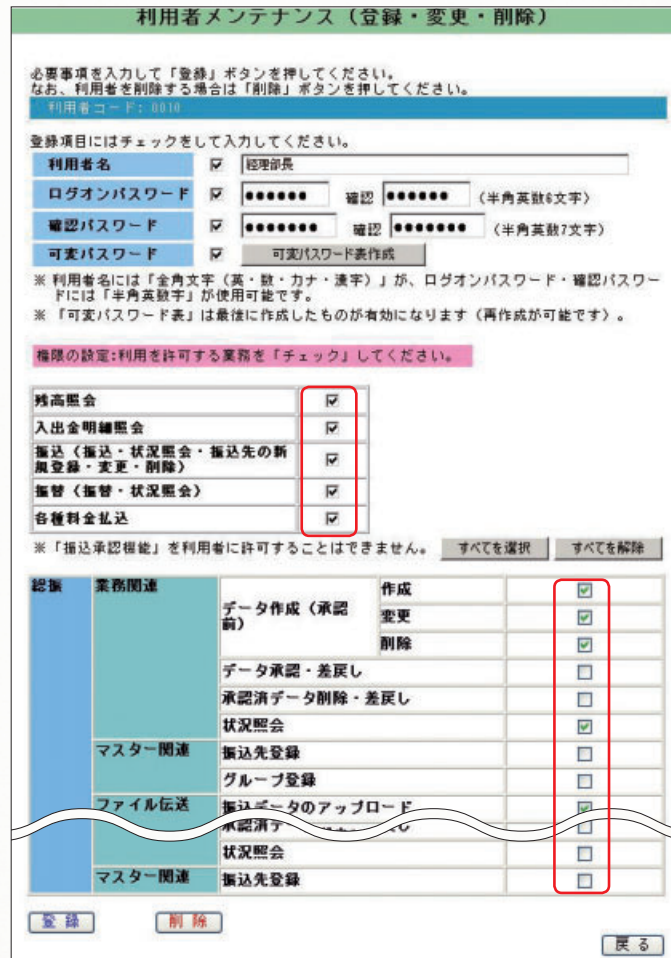 利用者メンテナンス（登録・変更・削除）
必要事項を入力して「登録」ボタンを押してください。
なお、利用者を削除する場合は「削除」ボタンを押してください。
利用者コード: 0010
登録項目にはチェックをして入力してください。
利用者名 経理部長
ログオンパスワード ●●●●●● 確認 ●●●●●● （半角英数6文字）
確認パスワード ●●●●●●● 確認 ●●●●●●● （半角英数7文字）
可変パスワード 可変パスワード表作成
※ 利用者名には「全角文字（英・数・カナ・漢字）」が、ログオンパスワード・確認パスワー
ドには「半角英数字」が使用可能です。
※ 「可変パスワード表」は最後に作成したものが有効になります（再作成が可能です）。
権限の設定:利用を許可する業務を「チェック」してください。
残高照会
入出金明細照会
振込（振込・状況照会・振込先の新
規登録・変更・削除）
振替（振替・状況照会）
各種料金払込
※「振込承認機能」を利用者に許可することはできません。 すべてを選択 すべてを解除
総振 業務関連 データ作成（承認
前） 作成
変更
削除
データ承認・差戻し
承認済データ削除・差戻し
状況照会
マスター関連 振込先登録
グループ登録
ファイル伝送 振込データのアップロード
承認済デー
状況照会
マスター関連 振込先登録
登録 削除
戻る